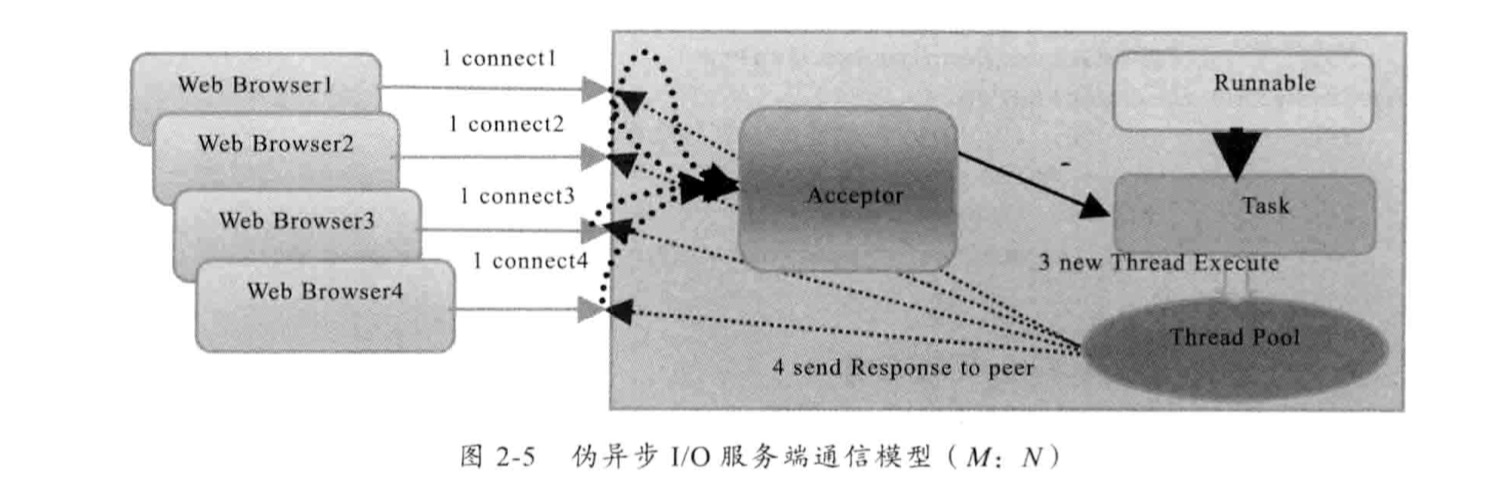 Web Browser1
1 connect1
Web Browser2
1 connect2
Web Browser3
1 connect3
Web Browser4
1 connect4
Acceptor
Runnable
Task
3 new Thread Execute
Thread Pool
4 send Response to peer
图 2-5 伪异步 I/O 服务端通信模型（M：N）